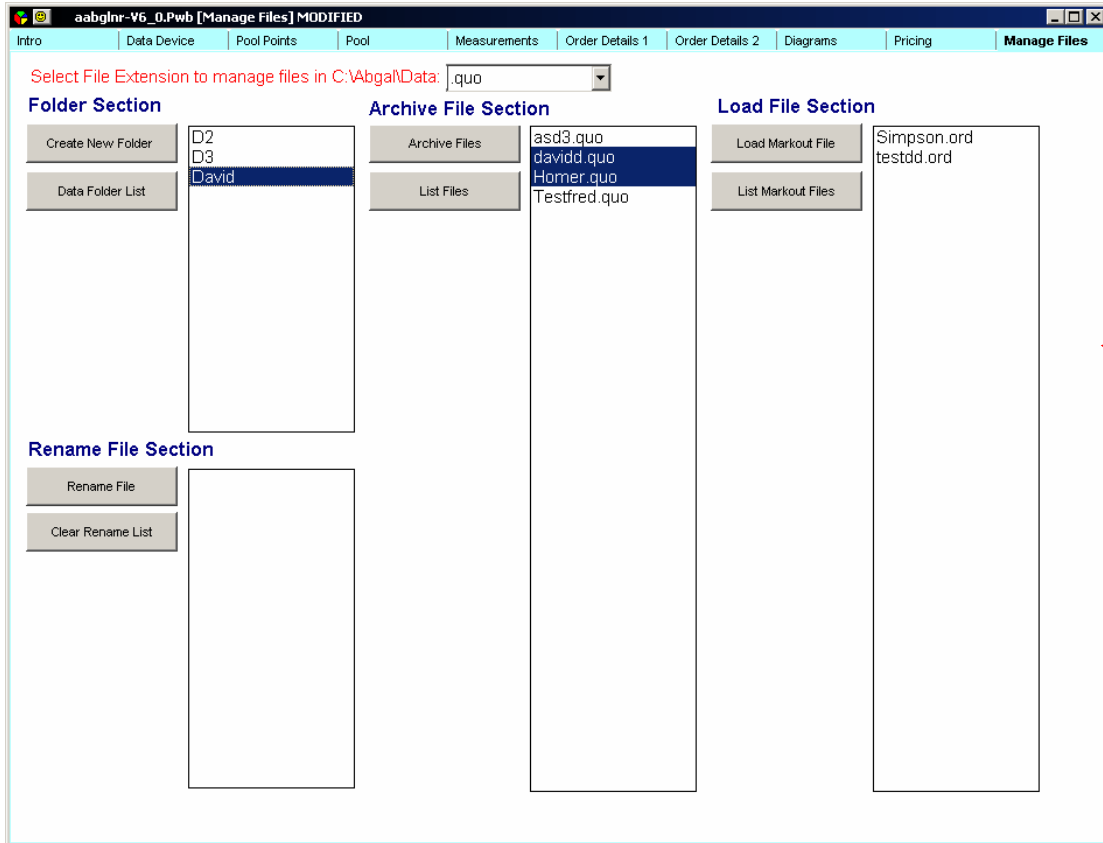 aabglnr-V6_0.Pwb [Manage Files] MODIFIED
Intro Data Device Pool Points Pool Measurements Order Details 1 Order Details 2 Diagrams Pricing Manage Files
Select File Extension to manage files in C:\Abgal\Data: .quo
Folder Section
Create New Folder
Data Folder List
D2
D3
David
Archive File Section
Archive Files
List Files
asd3.quo
davidd.quo
Homer.quo
Testfred.quo
Load File Section
Load Markout File
List Markout Files
Simpson.ord
testdd.ord
Rename File Section
Rename File
Clear Rename List